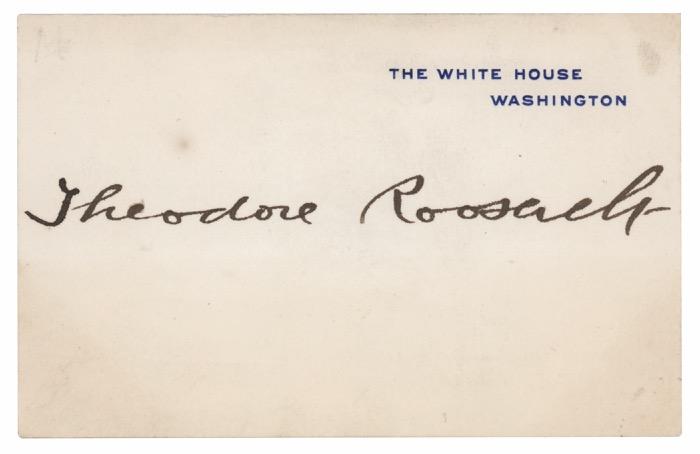 THE WHITE HOUSE
WASHINGTON
Theodore Roosevelt